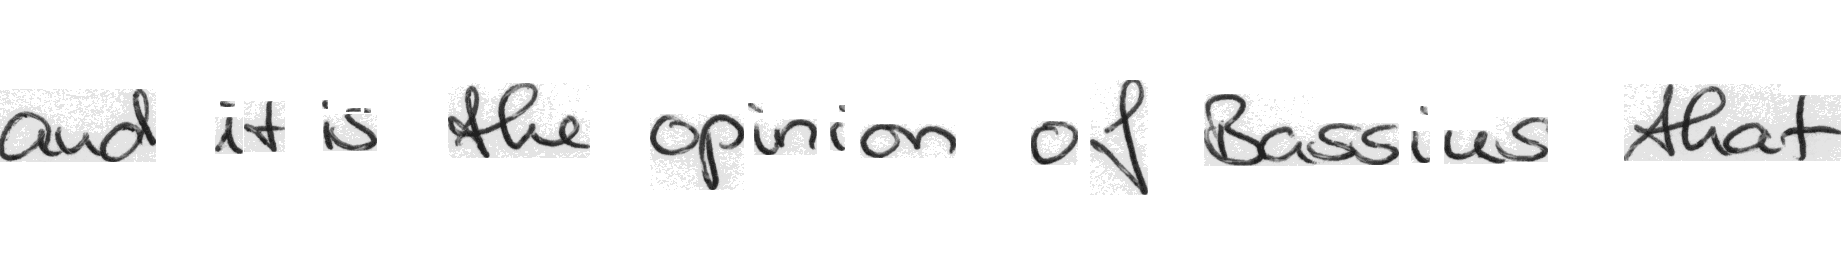 and it is the opinion of Bassius that